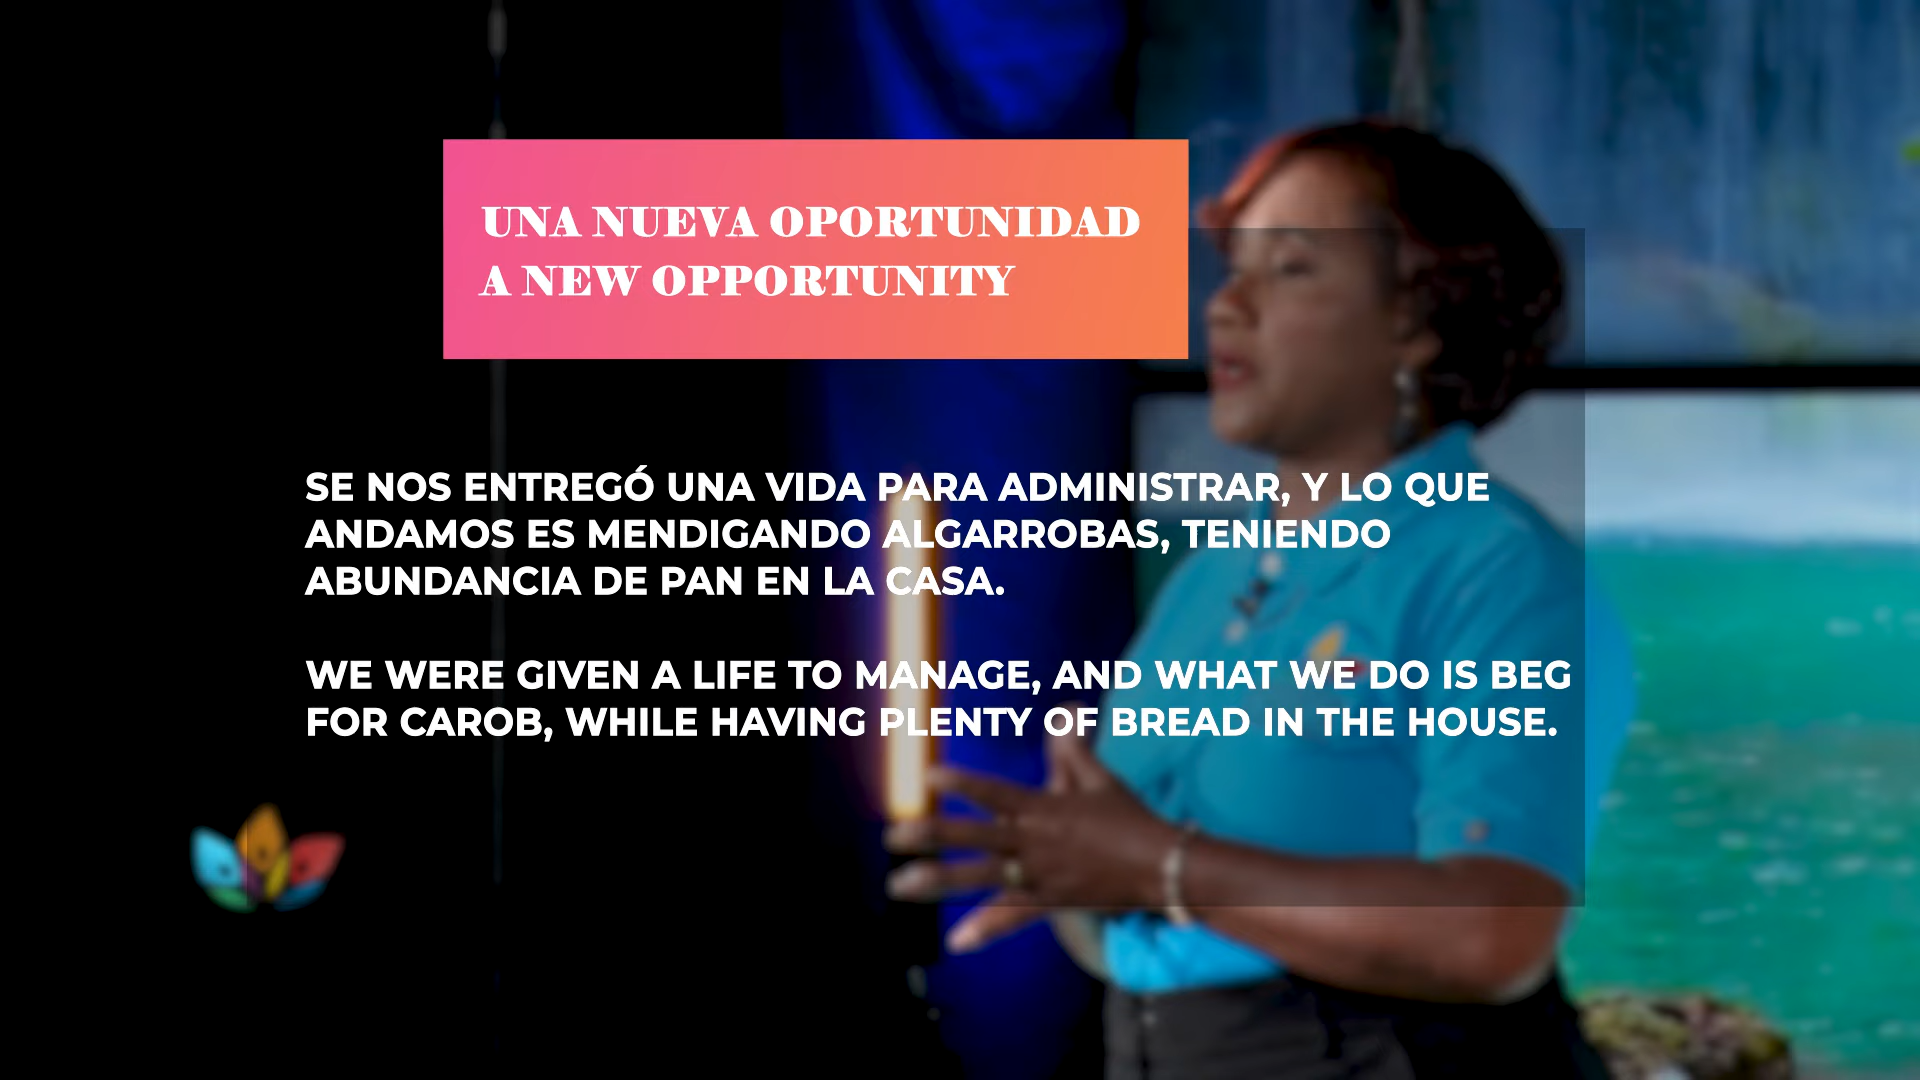 UNA NUEVA OPORTUNIDAD
A NEW OPPORTUNITY
SE NOS ENTREGÓ UNA VIDA PARA ADMINISTRAR, Y LO QUE
ANDAMOS ES MENDIGANDO ALGARROBAS, TENIENDO
ABUNDANCIA DE PAN EN LA CASA.
WE WERE GIVEN A LIFE TO MANAGE, AND WHAT WE DO IS BEG
FOR CAROB, WHILE HAVING PLENTY OF BREAD IN THE HOUSE.